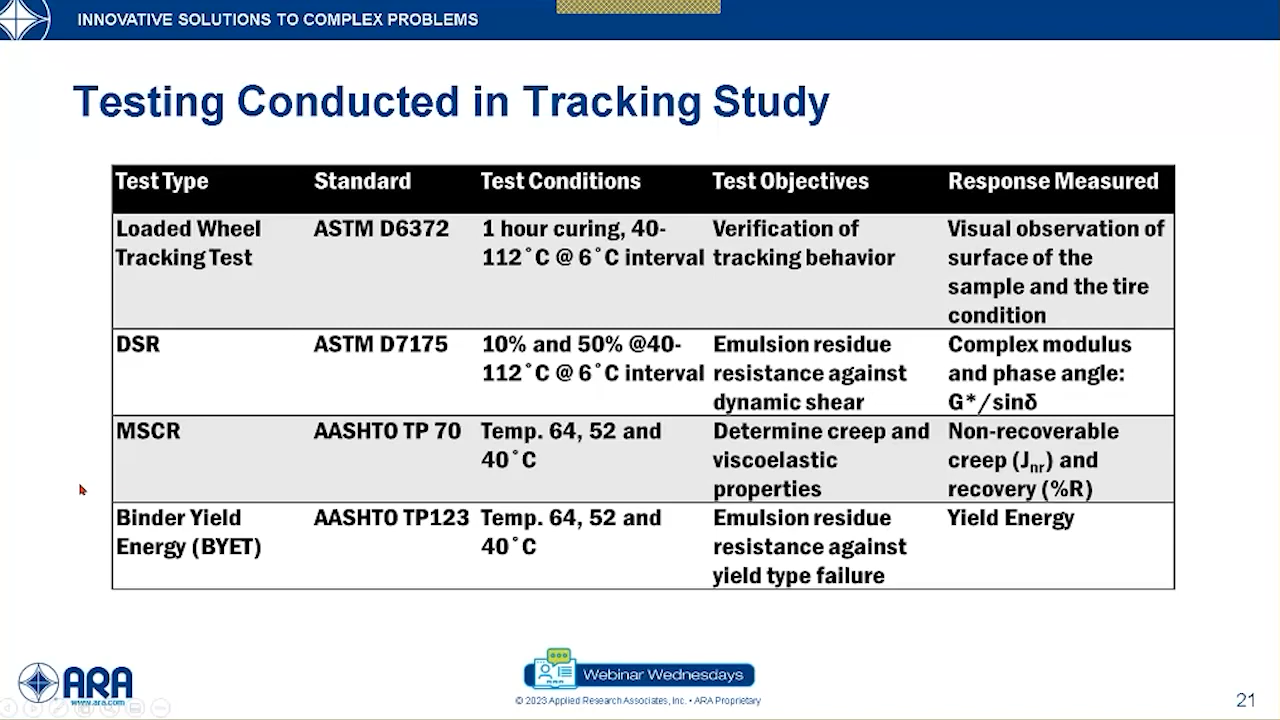 INNOVATIVE SOLUTIONS TO COMPLEX PROBLEMS
Testing Conducted in Tracking Study
Test Type Standard Test Conditions Test Objectives Response Measured
Loaded Wheel ASTM D6372 1 hour curing, 40- Verification of Visual observation of
Tracking Test 112˚C @ 6˚C interval tracking behavior surface of the
sample and the tire
condition
DSR ASTM D7175 10% and 50% @40- Emulsion residue Complex modulus
112˚C @ 6˚C interval resistance against and phase angle:
dynamic shear G*/sinδ
MSCR AASHTO TP 70 Temp. 64, 52 and Determine creep and Non-recoverable
40˚C viscoelastic creep (Jnr) and
properties recovery (%R)
Binder Yield AASHTO TP123 Temp. 64, 52 and Emulsion residue Yield Energy
Energy (BYET) 40˚C resistance against
yield type failure
ARA
www.ara.com
Webinar Wednesdays
© 2023 Applied Research Associates, Inc. • ARA Proprietary
21